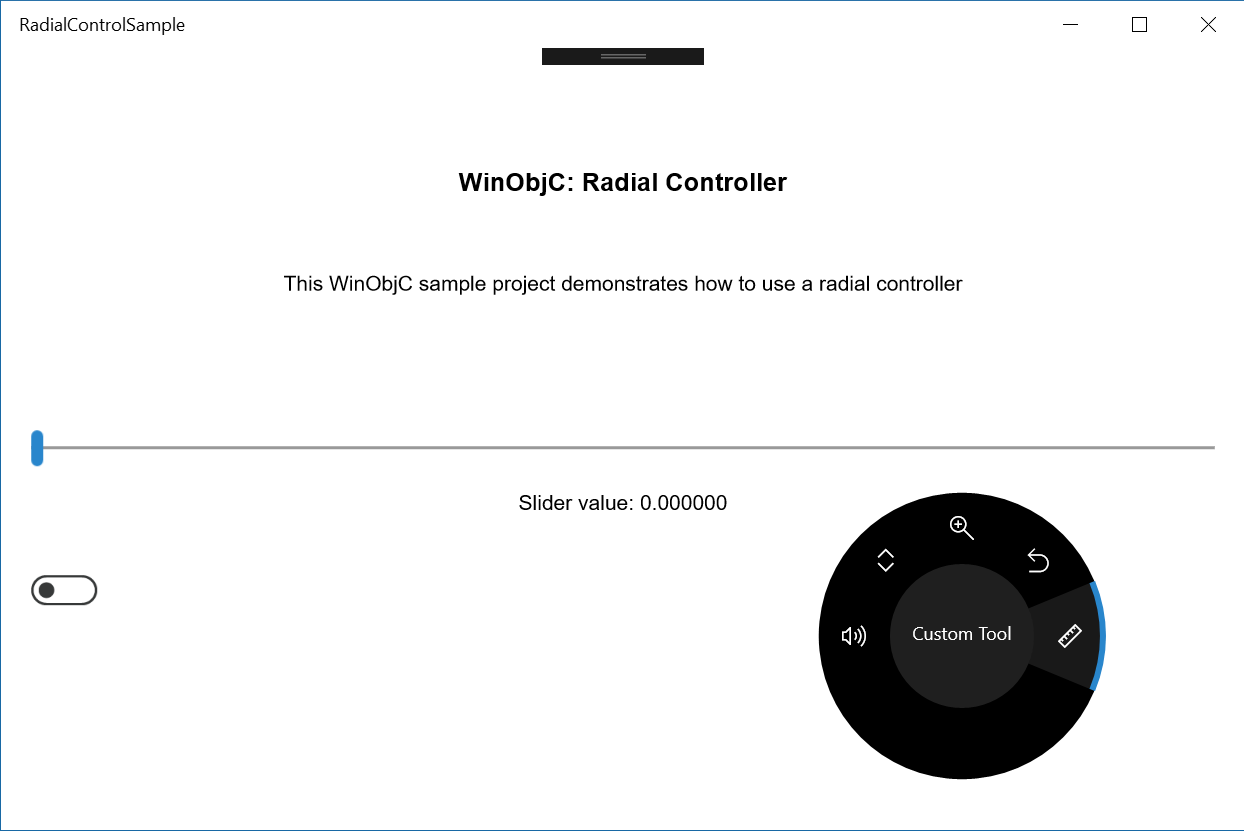 RadialControlSample
WinObjC: Radial Controller
This WinObjC sample project demonstrates how to use a radial controller
Slider value: 0.000000
Custom Tool